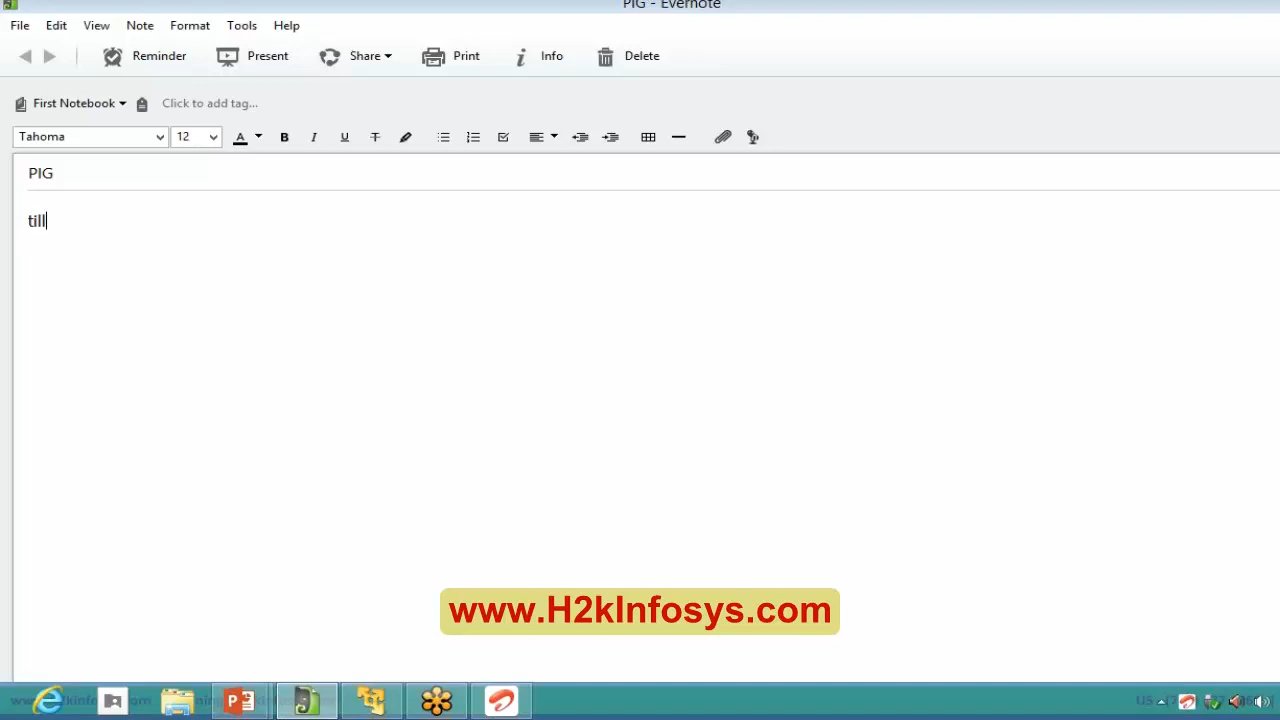 PIG - Evernote
File Edit View Note Format Tools Help
Reminder Present Share Print Info Delete
First Notebook Click to add tag...
Tahoma 12 A B I U T
PIG
till
www.H2kInfosys.com
US